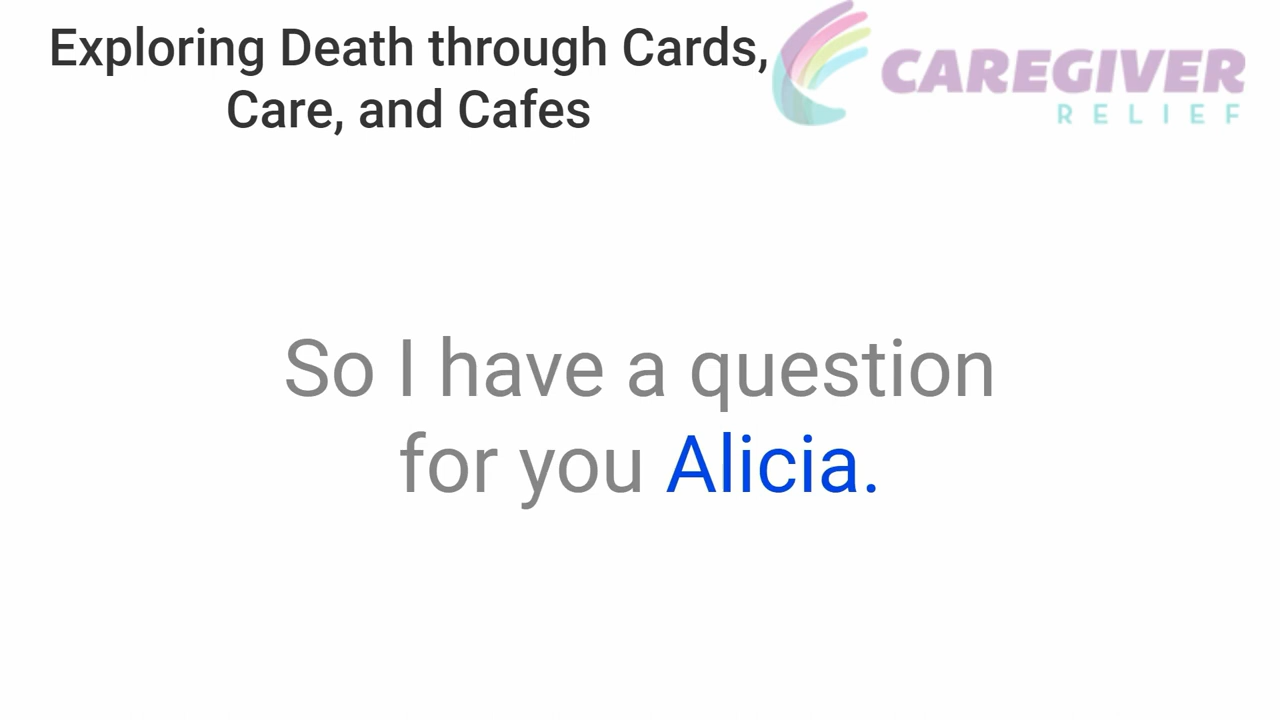 Exploring Death through Cards,
Care, and Cafes
CAREGIVER
RELIEF
So I have a question
for you Alicia.